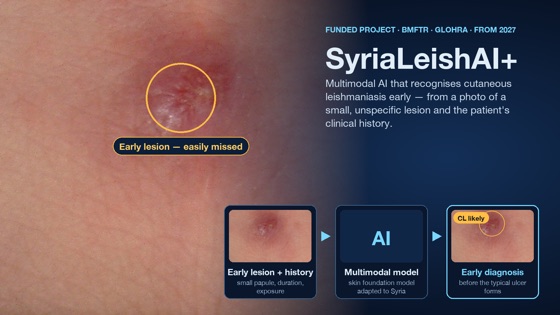 FUNDED PROJECT · BMFTR · GLOHRA · FROM 2027
SyriaLeishAI+
Multimodal AI that recognises cutaneous
leishmaniasis early — from a photo of a
small, unspecific lesion and the patient's
clinical history.
Early lesion — easily missed
Early lesion + history
small papule, duration,
exposure
AI
Multimodal model
skin foundation model
adapted to Syria
CL likely
Early diagnosis
before the typical ulcer
forms